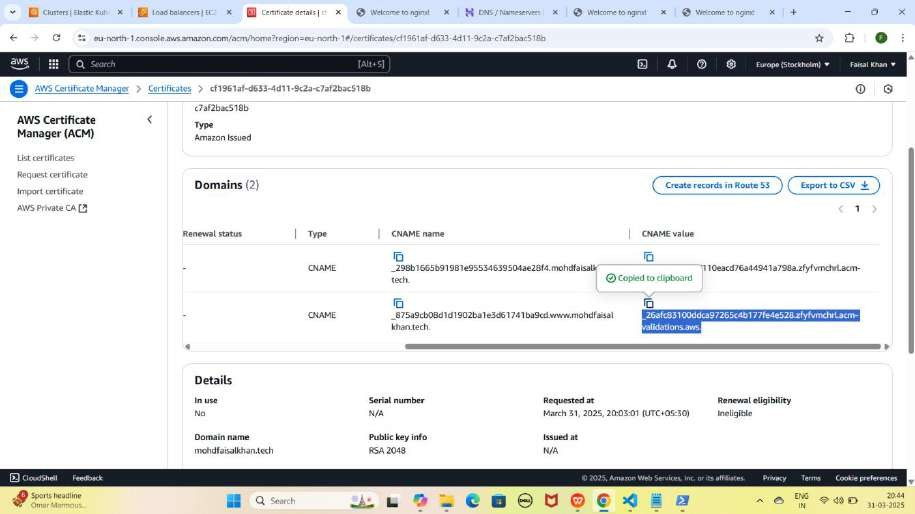 Clusters | Elastic Kub
Load balancers | EC2
Certificate details | c
Welcome to nginx!
DNS / Nameservers
Welcome to nginx!
Welcome to nginx!
eu-north-1.console.aws.amazon.com/acm/home?region=eu-north-1#/certificates/cf1961af-d633-4d11-9c2a-c7af2bac518b
F
aws
Search
[Alt+S]
Europe (Stockholm)
Faisal Khan
AWS Certificate Manager
Certificates
cf1961af-d633-4d11-9c2a-c7af2bac518b
AWS Certificate
Manager (ACM)
List certificates
Request certificate
Import certificate
AWS Private CA
c7af2bac518b
Type
Amazon Issued
Domains (2)
Create records in Route 53
Export to CSV
1
Renewal status
Type
CNAME name
CNAME value
-
CNAME
_298b1665b91981e95534639504ae28f4.mohdfaisalk
tech.
110eacd76a44941a798a.zfyfvmchrl.acm-
Copied to clipboard
-
CNAME
_875a9cb08d1d1902ba1e3d61741ba9cd.www.mohdfaisal
khan.tech.
_26afc83100ddca97265c4b177fe4e528.zfyfvmchrl.acm-
validations.aws.
Details
In use
No
Serial number
N/A
Requested at
March 31, 2025, 20:03:01 (UTC+05:30)
Renewal eligibility
Ineligible
Domain name
mohdfaisalkhan.tech
Public key info
RSA 2048
Issued at
N/A
CloudShell
Feedback
© 2025, Amazon Web Services, Inc. or its affiliates.
Privacy
Terms
Cookie preferences
6
Sports headline
Omar Marmous...
Search
DELL
ENG
IN
20:44
31-03-2025